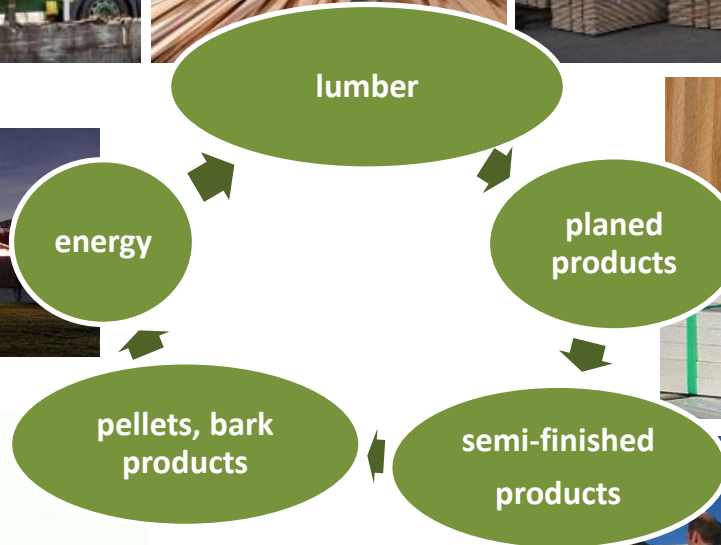 lumber
planed
products
semi-finished
products
pellets, bark
products
energy